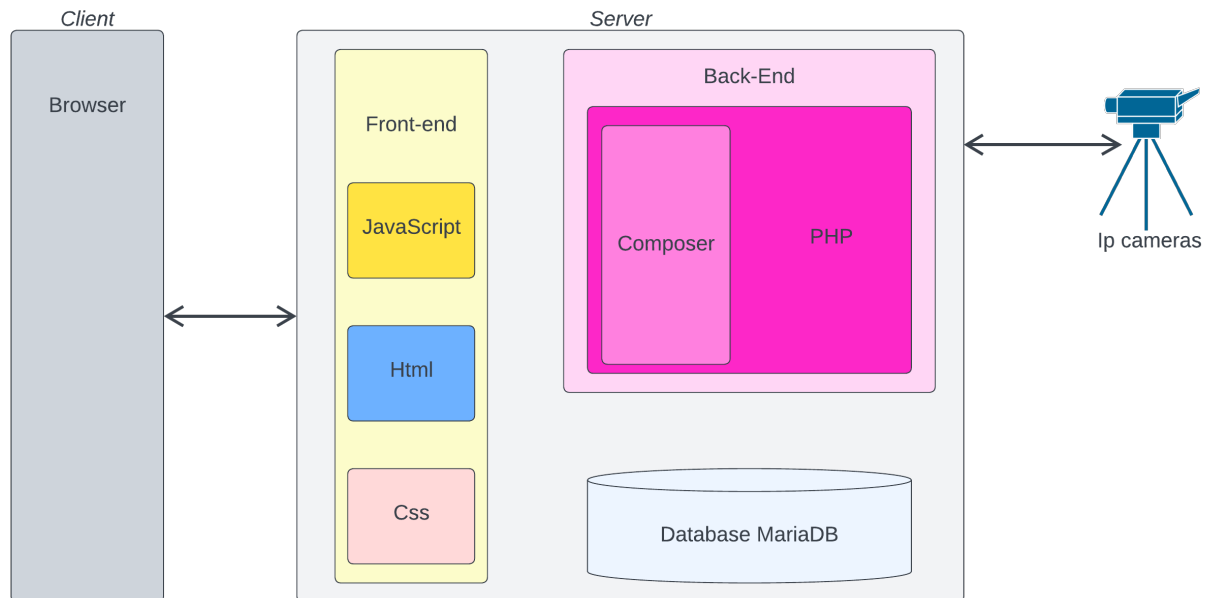 Client
Server
Browser
Front-end
JavaScript
Html
Css
Back-End
Composer
PHP
Database MariaDB
Ip cameras